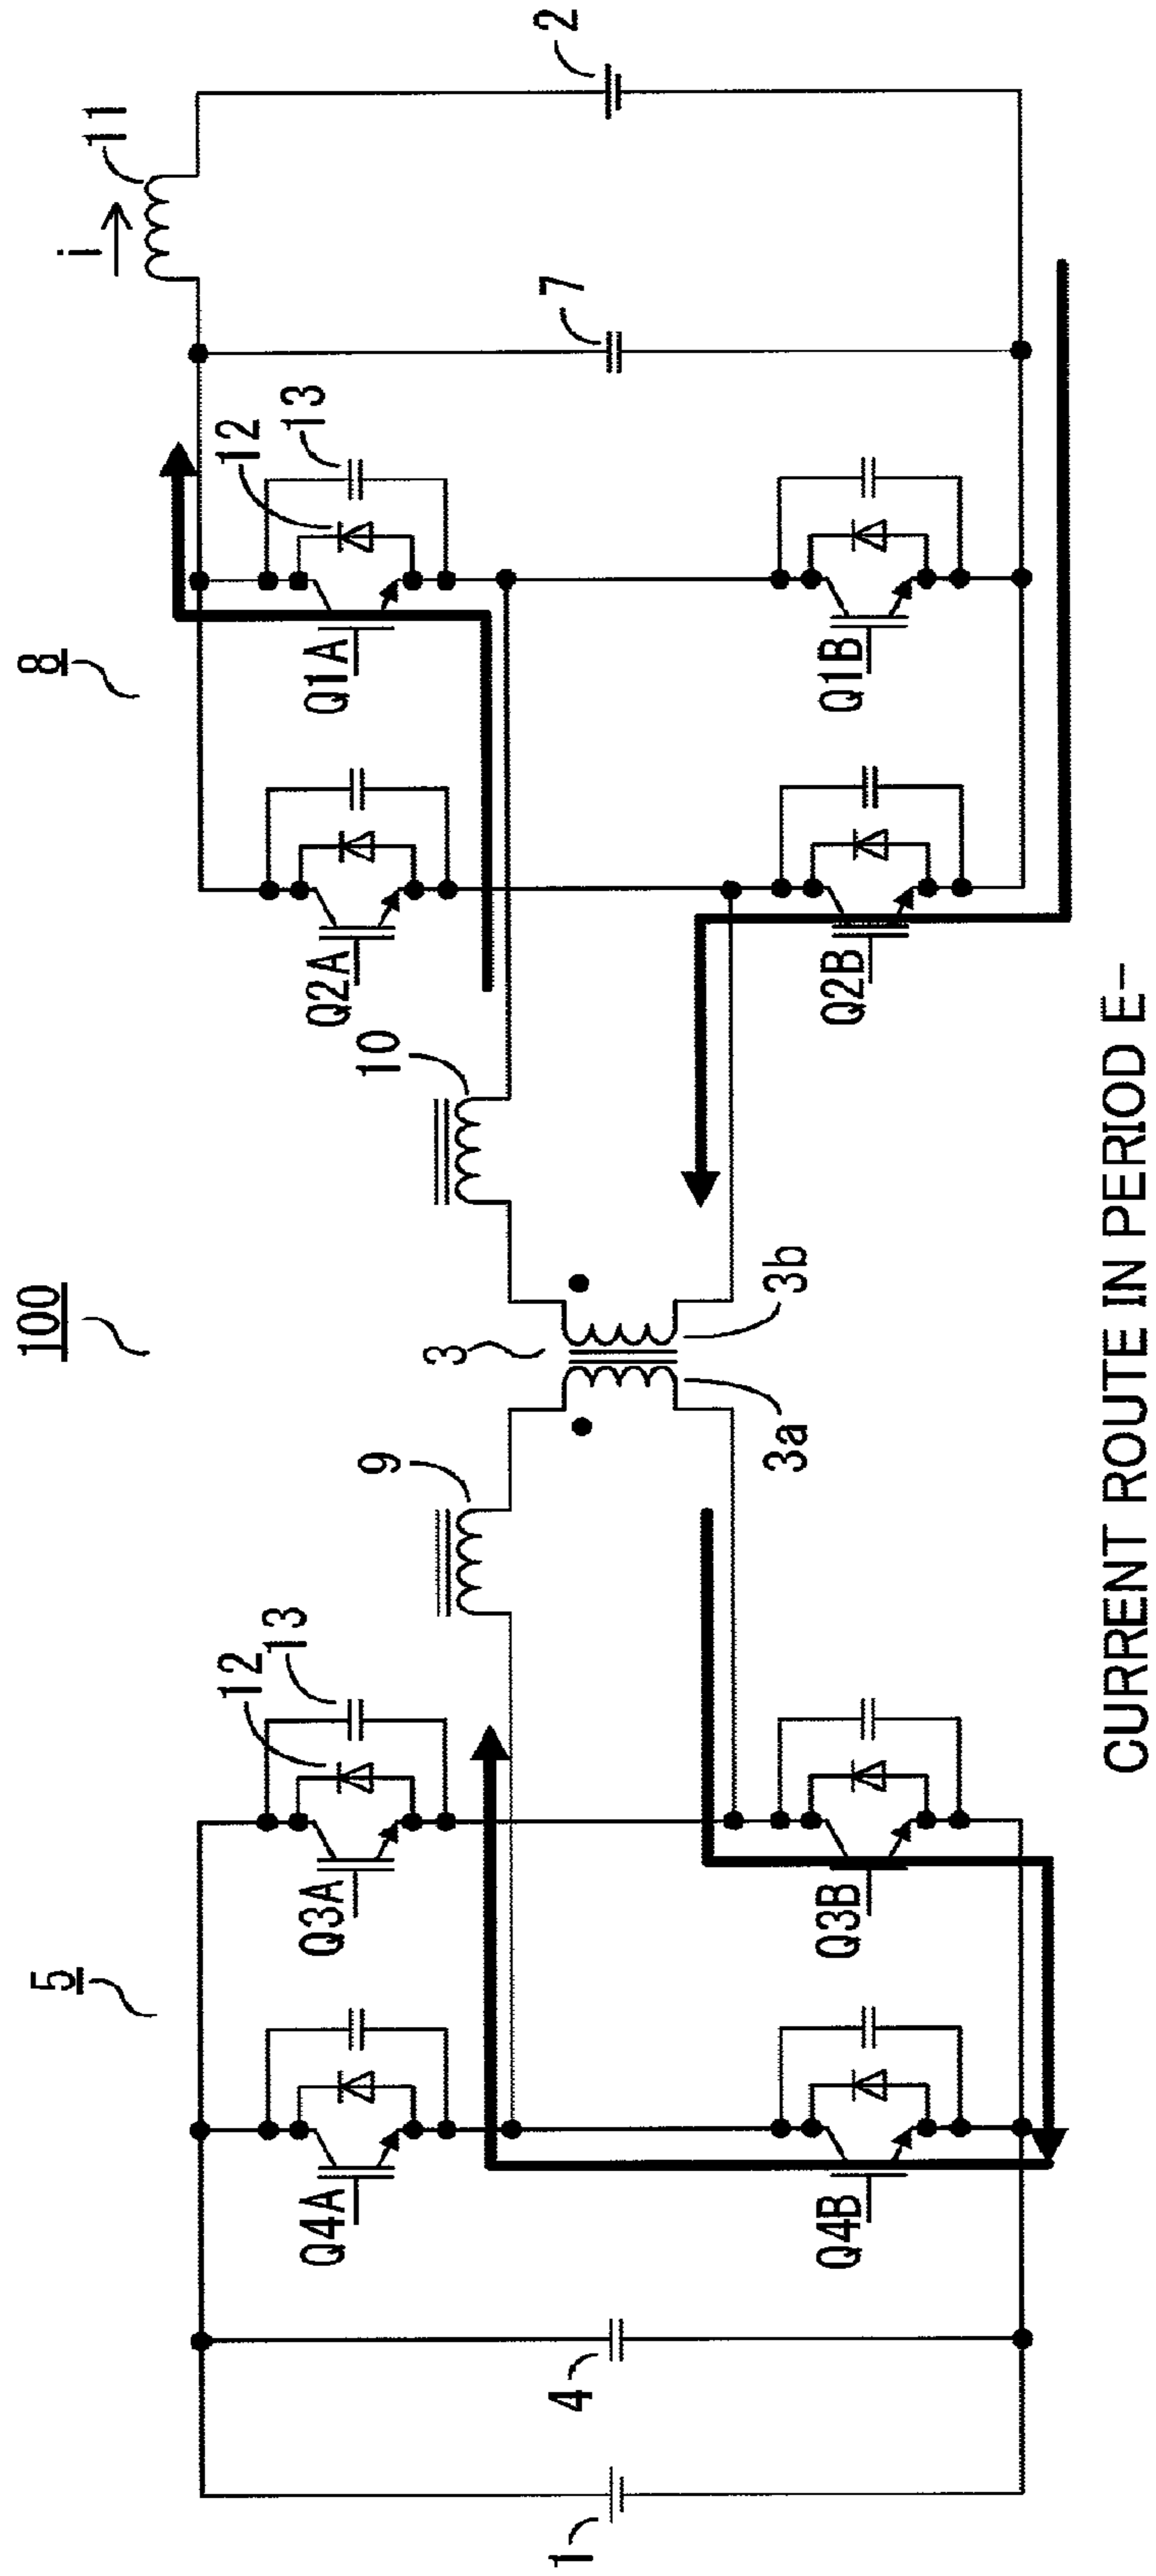 100
5
8
i
11
12
13
12
13
Q4A
Q3A
Q2A
Q1A
9
10
3
1
4
7
2
3a
3b
Q4B
Q3B
Q2B
Q1B
CURRENT ROUTE IN PERIOD E-